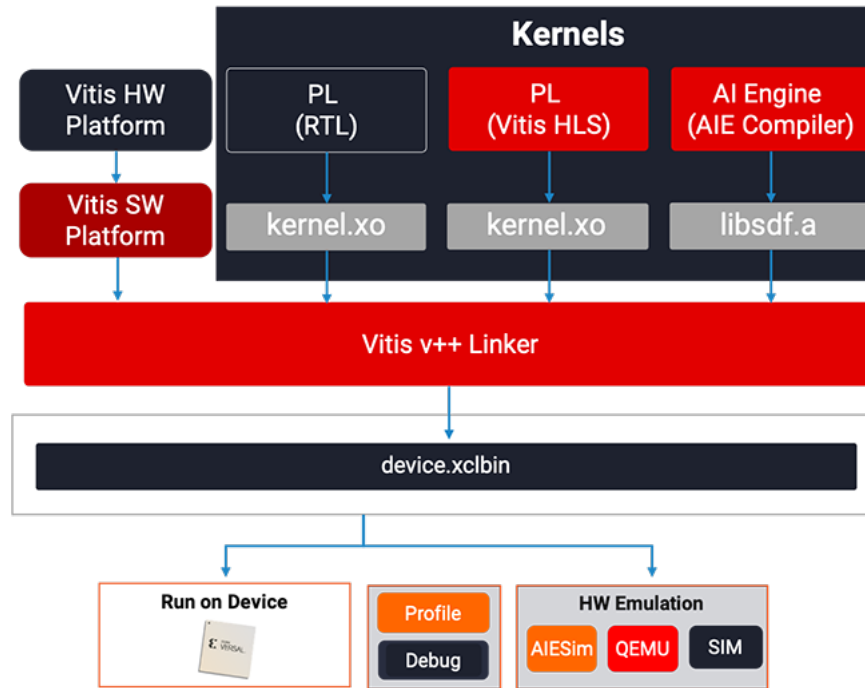 Kernels
Vitis HW
Platform
PL
(RTL)
PL
(Vitis HLS)
AI Engine
(AIE Compiler)
Vitis SW
Platform
kernel.xo
kernel.xo
libsdf.a
Vitis v++ Linker
device.xclbin
Run on Device
VERSAL
Profile
Debug
HW Emulation
AIESim
QEMU
SIM